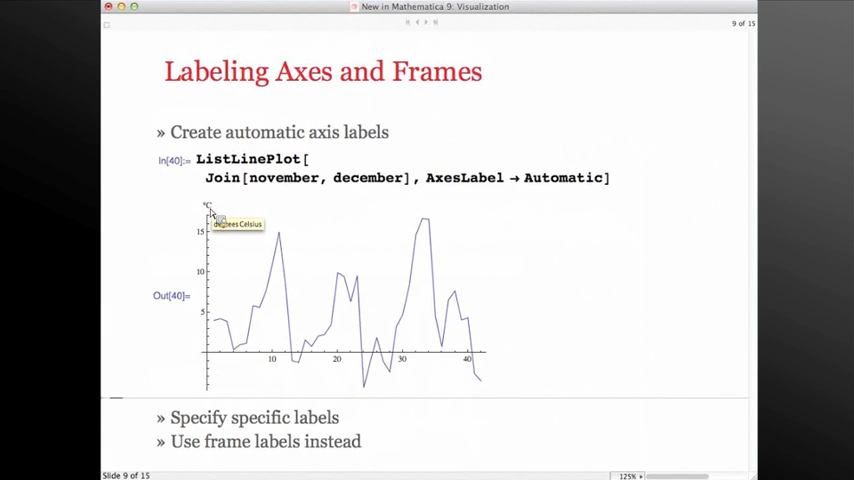 New in Mathematica 9: Visualization
9 of 15
Labeling Axes and Frames
» Create automatic axis labels
In[40]:= ListLinePlot[
Join[november, december], AxesLabel → Automatic]
°C
degrees Celsius
15
10
Out[40]=
5
10 20 30 40
» Specify specific labels
» Use frame labels instead
Slide 9 of 15
125%